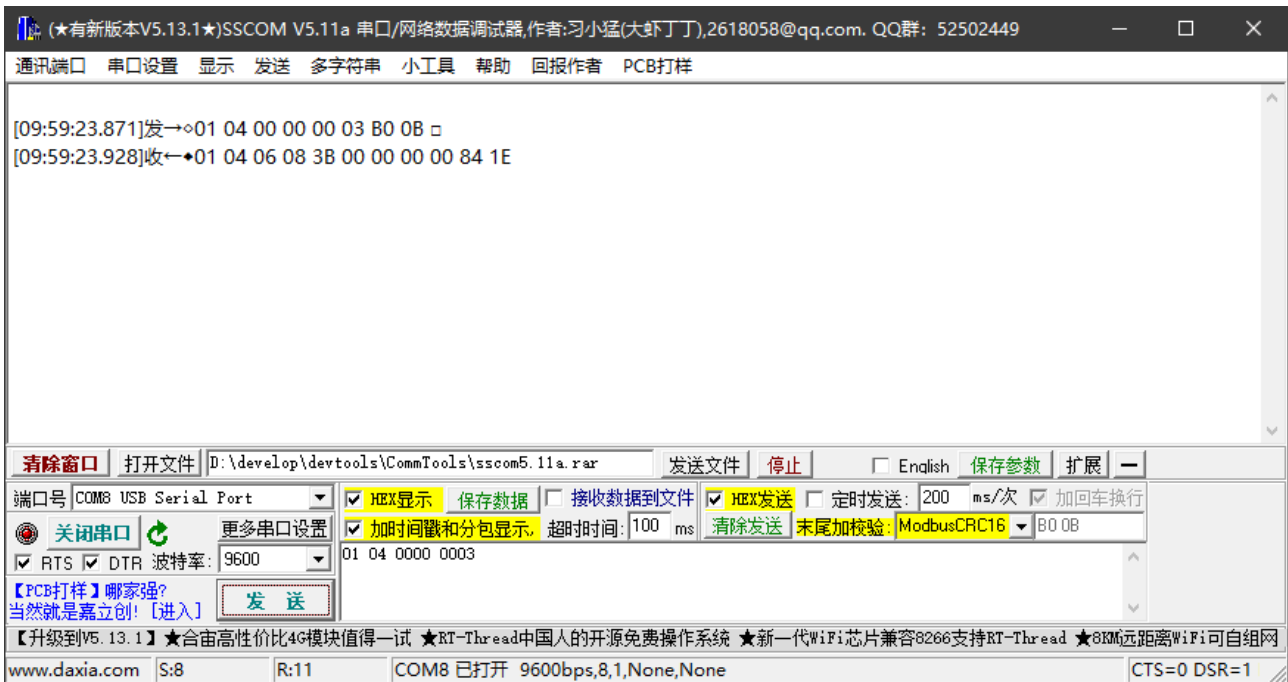 (★有新版本V5.13.1★)SSCOM V5.11a 串口/网络数据调试器,作者:习小猛(大虾丁丁),2618058@qq.com. QQ群: 52502449
通讯端口 串口设置 显示 发送 多字符串 小工具 帮助 回报作者 PCB打样
[09:59:23.871]发→◇01 04 00 00 00 03 B0 0B □
[09:59:23.928]收←◆01 04 06 08 3B 00 00 00 00 84 1E
清除窗口 打开文件 D:\develop\devtools\CommTools\sscom5.11a.rar 发送文件 停止 English 保存参数 扩展 —
端口号 COM8 USB Serial Port HEX显示 保存数据 接收数据到文件 HEX发送 定时发送: 200 ms/次 加回车换行
关闭串口 更多串口设置 加时间戳和分包显示, 超时时间: 100 ms 清除发送 末尾加校验: ModbusCRC16 B0 0B
RTS DTR 波特率: 9600 01 04 0000 0003
【PCB打样】哪家强?
当然就是嘉立创! [进入] 发 送
【升级到V5.13.1】★合宙高性价比4G模块值得一试 ★RT-Thread中国人的开源免费操作系统 ★新一代WiFi芯片兼容8266支持RT-Thread ★8KM远距离WiFi可自组网
www.daxia.com S:8 R:11 COM8 已打开 9600bps,8,1,None,None CTS=0 DSR=1